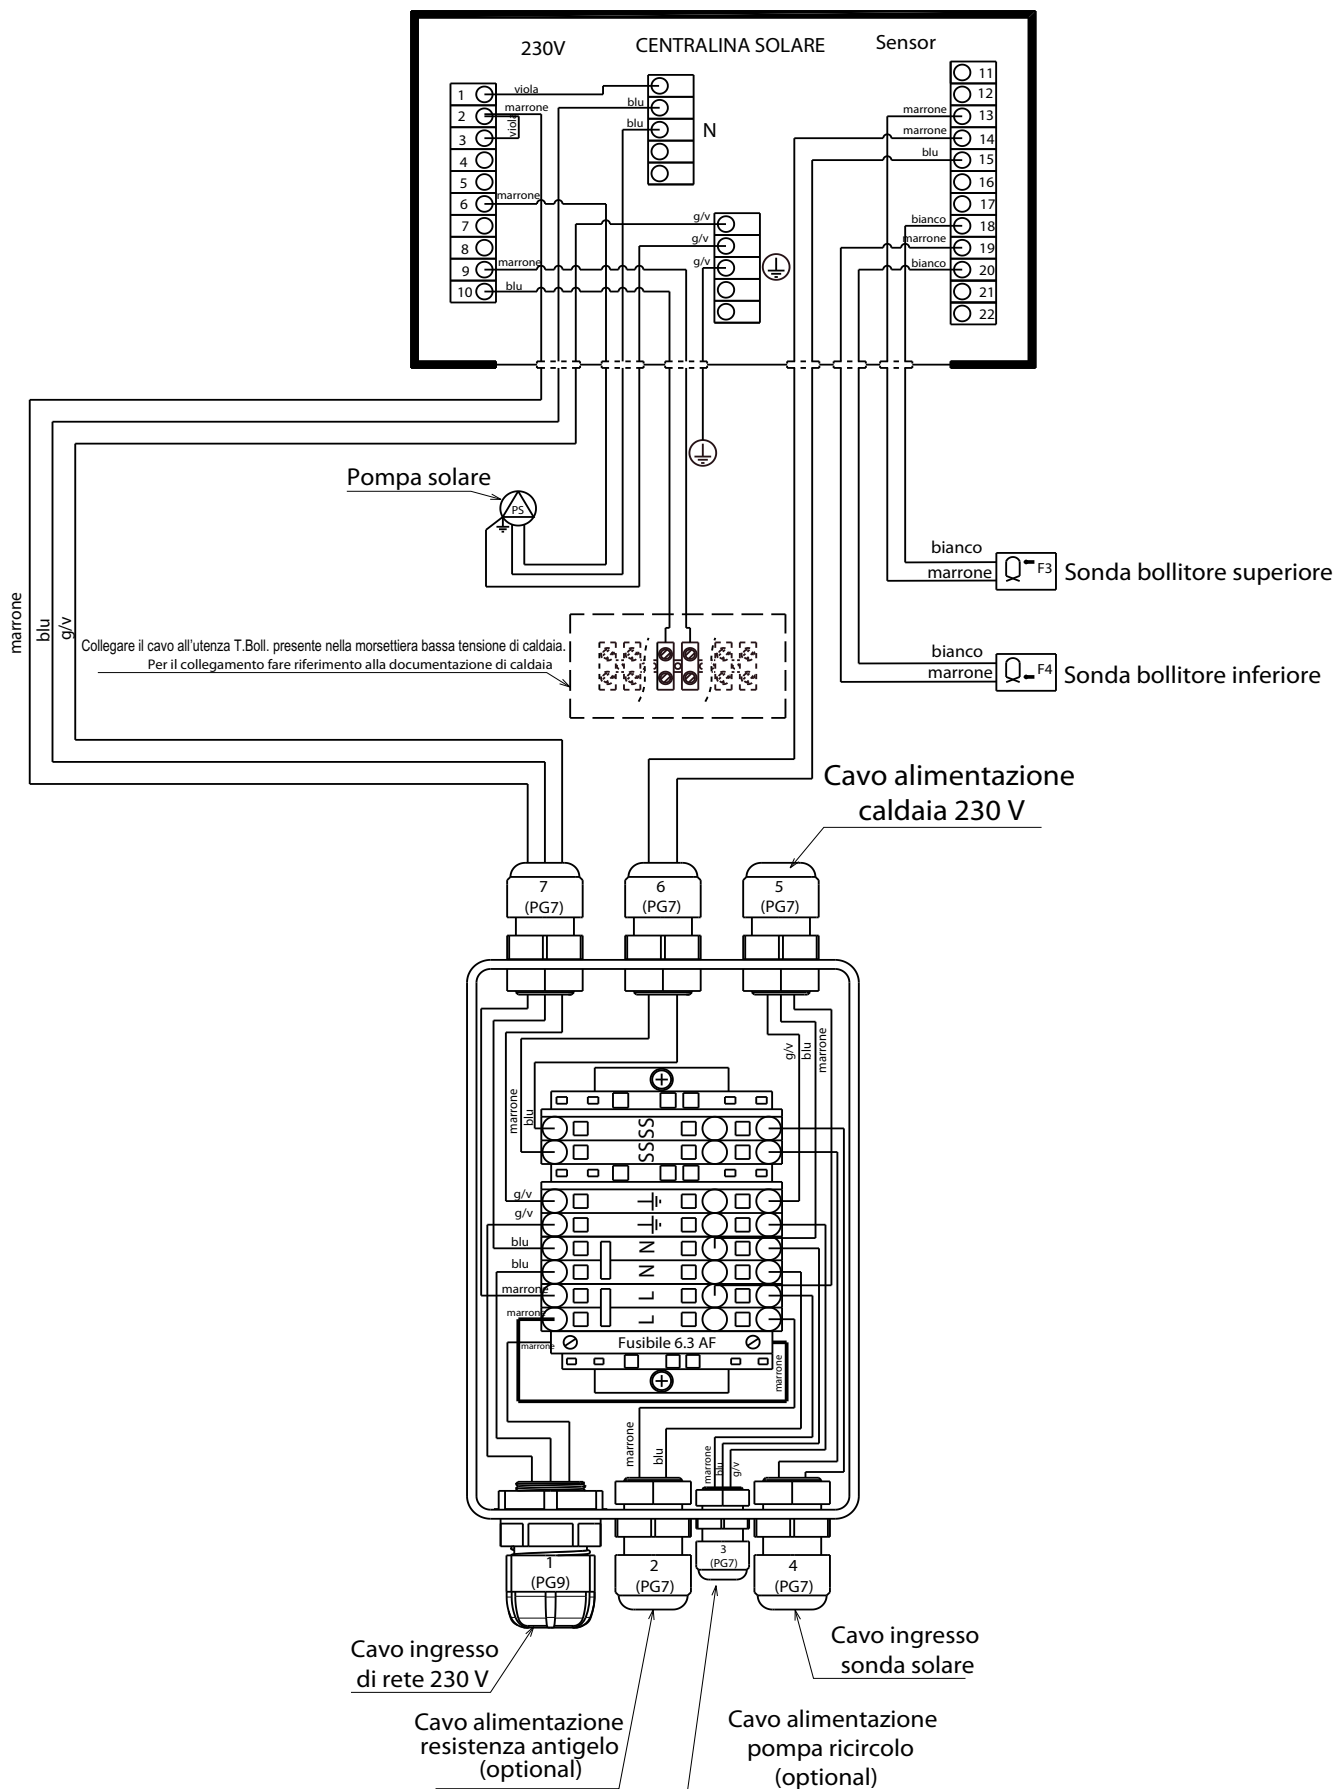 230V
CENTRALINA SOLARE
Sensor
1
2
3
4
5
6
7
8
9
10
viola
marrone
viola
marrone
marrone
blu
blu
blu
N
g/v
g/v
g/v
11
12
13
14
15
16
17
18
19
20
21
22
marrone
marrone
blu
bianco
marrone
bianco
Pompa solare
PS
marrone
blu
g/v
Collegare il cavo all'utenza T.Boll. presente nella morsettiera bassa tensione di caldaia.
Per il collegamento fare riferimento alla documentazione di caldaia
bianco
marrone
F3
Sonda bollitore superiore
bianco
marrone
F4
Sonda bollitore inferiore
Cavo alimentazione
caldaia 230 V
7
(PG7)
6
(PG7)
5
(PG7)
marrone
blu
g/v
blu
marrone
SSSS
g/v
g/v
blu
blu
marrone
marrone
marrone
N
N
L
L
Fusibile 6.3 AF
marrone
marrone
blu
marrone
blu
g/v
1
(PG9)
2
(PG7)
3
(PG7)
4
(PG7)
Cavo ingresso
di rete 230 V
Cavo ingresso
sonda solare
Cavo alimentazione
resistenza antigelo
(optional)
Cavo alimentazione
pompa ricircolo
(optional)